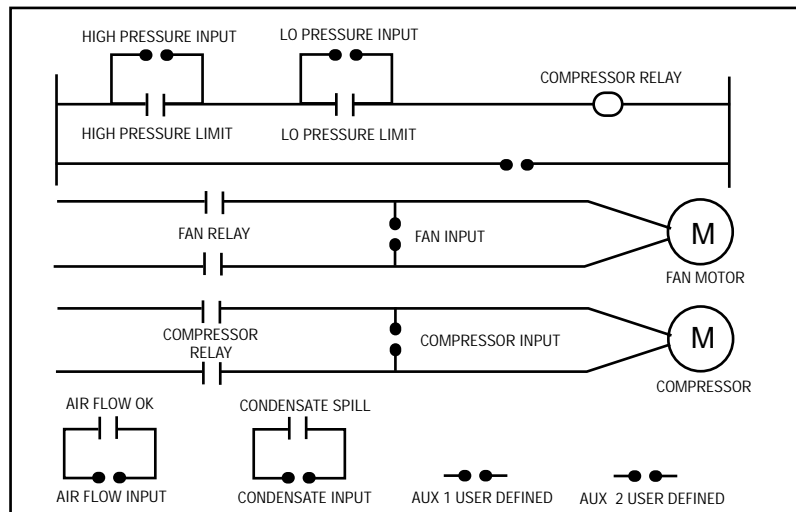 HIGH PRESSURE INPUT
LO PRESSURE INPUT
COMPRESSOR RELAY
HIGH PRESSURE LIMIT
LO PRESSURE LIMIT
FAN RELAY
FAN INPUT
M
FAN MOTOR
COMPRESSOR
RELAY
COMPRESSOR INPUT
M
COMPRESSOR
AIR FLOW OK
CONDENSATE SPILL
AIR FLOW INPUT
CONDENSATE INPUT
AUX 1 USER DEFINED
AUX 2 USER DEFINED